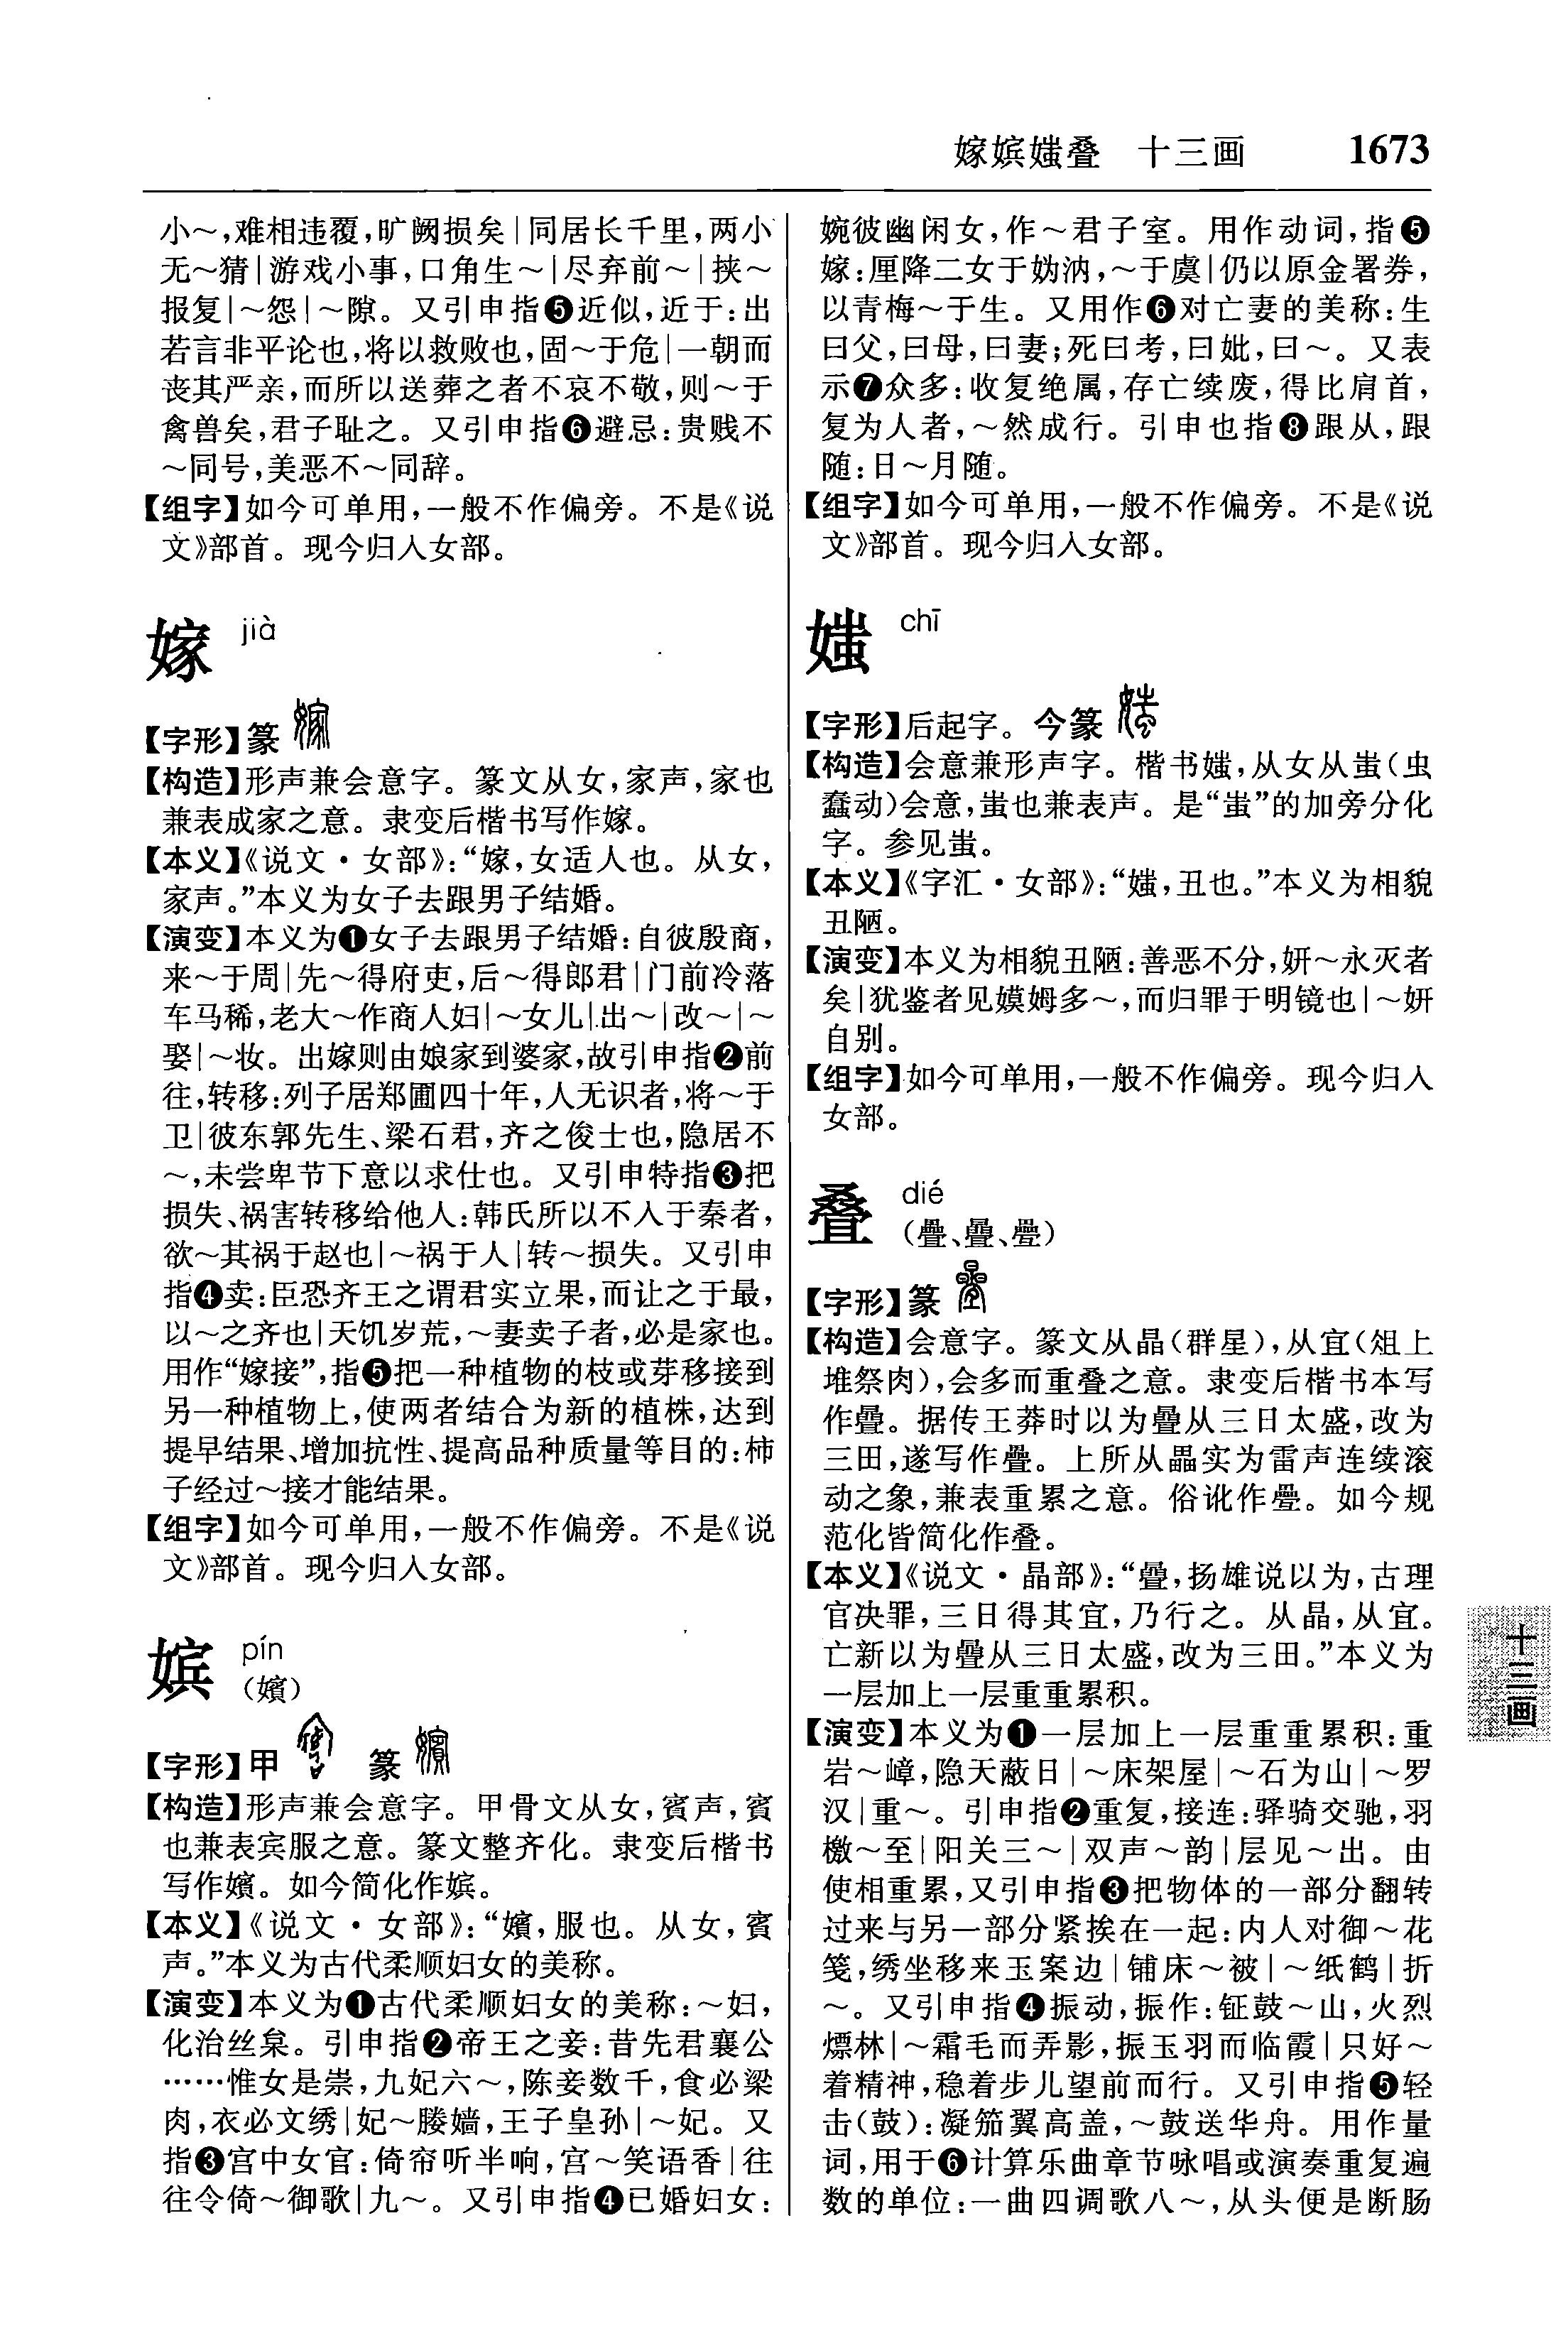 嫁嫔媸叠　十三画　1673
小～,难相违覆,旷阙损矣|同居长千里,两小
无～猜|游戏小事,口角生～|尽弃前～|挟～
报复|～怨|～隙。又引申指❺近似,近于:出
若言非平论也,将以救败也,固～于危|一朝而
丧其严亲,而所以送葬之者不哀不敬,则～于
禽兽矣,君子耻之。又引申指❻避忌:贵贱不
～同号,美恶不～同辞。
【组字】如今可单用,一般不作偏旁。不是《说
文》部首。现今归入女部。
嫁 jià
【字形】篆
【构造】形声兼会意字。篆文从女,家声,家也
兼表成家之意。隶变后楷书写作嫁。
【本义】《说文·女部》:“嫁,女适人也。从女,
家声。”本义为女子去跟男子结婚。
【演变】本义为❶女子去跟男子结婚:自彼殷商,
来～于周|先～得府吏,后～得郎君|门前冷落
车马稀,老大～作商人妇|～女儿|出～|改～|～
娶|～妆。出嫁则由娘家到婆家,故引申指❷前
往,转移:列子居郑圃四十年,人无识者,将～于
卫|彼东郭先生、梁石君,齐之俊士也,隐居不
～,未尝卑节下意以求仕也。又引申特指❸把
损失、祸害转移给他人:韩氏所以不入于秦者,
欲～其祸于赵也|～祸于人|转～损失。又引申
指❹卖:臣恐齐王之谓君实立果,而让之于最,
以～之齐也|天饥岁荒,～妻卖子者,必是家也。
用作“嫁接”,指❺把一种植物的枝或芽移接到
另一种植物上,使两者结合为新的植株,达到
提早结果、增加抗性、提高品种质量等目的:柿
子经过～接才能结果。
【组字】如今可单用,一般不作偏旁。不是《说
文》部首。现今归入女部。
嫔 pín
(嬪)
【字形】甲　篆
【构造】形声兼会意字。甲骨文从女,賓声,賓
也兼表宾服之意。篆文整齐化。隶变后楷书
写作嬪。如今简化作嫔。
【本义】《说文·女部》:“嬪,服也。从女,賓
声。”本义为古代柔顺妇女的美称。
【演变】本义为❶古代柔顺妇女的美称:～妇,
化治丝枲。引申指❷帝王之妾:昔先君襄公
……惟女是崇,九妃六～,陈妾数千,食必粱
肉,衣必文绣|妃～媵嫱,王子皇孙|～妃。又
指❸宫中女官:倚帘听半响,宫～笑语香|往
往令倚～御歌|九～。又引申指❹已婚妇女:
婉彼幽闲女,作～君子室。用作动词,指❺
嫁:厘降二女于妫汭,～于虞|仍以原金署券,
以青梅～于生。又用作❻对亡妻的美称:生
曰父,曰母,曰妻;死曰考,曰妣,曰～。又表
示❼众多:收复绝属,存亡续废,得比肩首,
复为人者,～然成行。引申也指❽跟从,跟
随:日～月随。
【组字】如今可单用,一般不作偏旁。不是《说
文》部首。现今归入女部。
媸 chī
【字形】后起字。今篆
【构造】会意兼形声字。楷书媸,从女从蚩(虫
蠢动)会意,蚩也兼表声。是“蚩”的加旁分化
字。参见蚩。
【本义】《字汇·女部》:“媸,丑也。”本义为相貌
丑陋。
【演变】本义为相貌丑陋:善恶不分,妍～永灭者
矣|犹鉴者见嫫姆多～,而归罪于明镜也|～妍
自别。
【组字】如今可单用,一般不作偏旁。现今归入
女部。
叠 dié
(疊、疉、壘)
【字形】篆
【构造】会意字。篆文从晶(群星),从宜(俎上
堆祭肉),会多而重叠之意。隶变后楷书本写
作疊。据传王莽时以为疊从三日太盛,改为
三田,遂写作疊。上所从畾实为雷声连续滚
动之象,兼表重累之意。俗讹作疉。如今规
范化皆简化作叠。
【本义】《说文·晶部》:“疊,扬雄说以为,古理
官决罪,三日得其宜,乃行之。从晶,从宜。
亡新以为疊从三日太盛,改为三田。”本义为
一层加上一层重重累积。
【演变】本义为❶一层加上一层重重累积:重
岩～嶂,隐天蔽日|～床架屋|～石为山|～罗
汉|重～。引申指❷重复,接连:驿骑交驰,羽
檄～至|阳关三～|双声～韵|层见～出。由
使相重累,又引申指❸把物体的一部分翻转
过来与另一部分紧挨在一起:内人对御～花
笺,绣坐移来玉案边|铺床～被|～纸鹤|折
～。又引申指❹振动,振作:钲鼓～山,火烈
熛林|～霜毛而弄影,振玉羽而临霞|只好～
着精神,稳着步儿望前而行。又引申指❺轻
击(鼓):凝笳翼高盖,～鼓送华舟。用作量
词,用于❻计算乐曲章节咏唱或演奏重复遍
数的单位:一曲四调歌八～,从头便是断肠
十三画